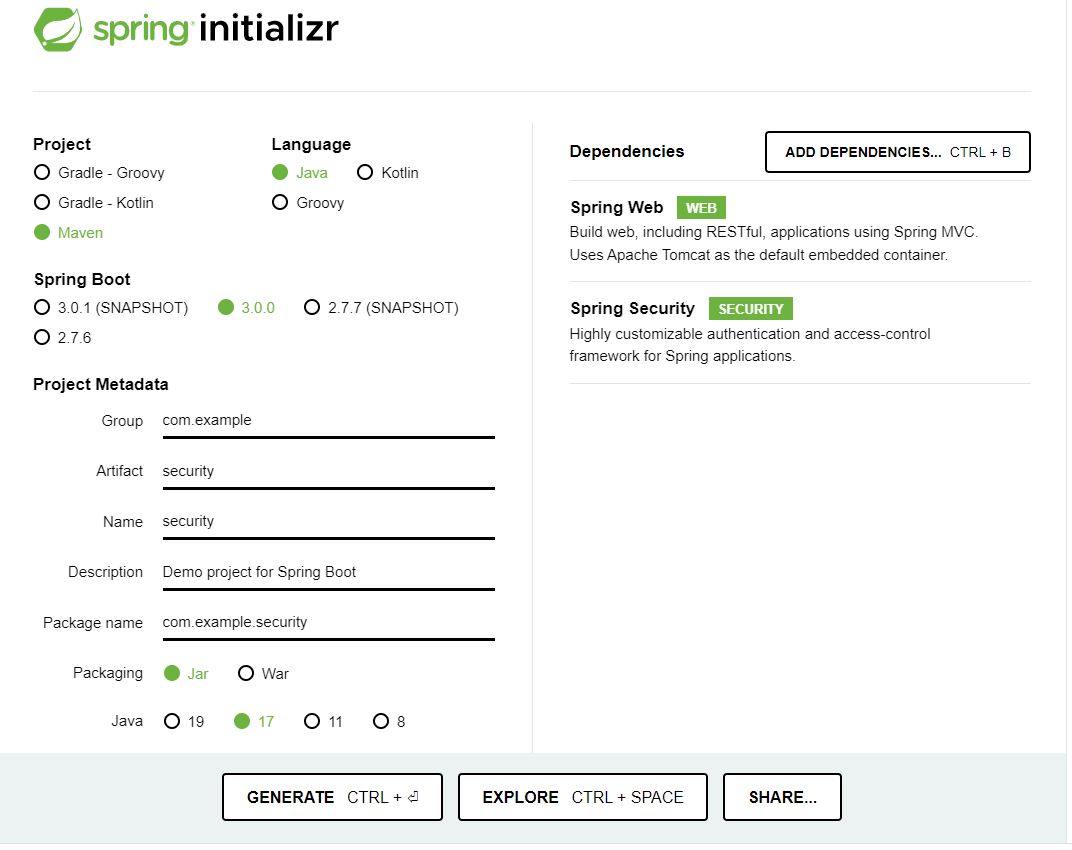 spring initializr
Project
Gradle - Groovy
Gradle - Kotlin
Maven
Language
Java Kotlin
Groovy
Spring Boot
3.0.1 (SNAPSHOT) 3.0.0 2.7.7 (SNAPSHOT)
2.7.6
Project Metadata
Group com.example
Artifact security
Name security
Description Demo project for Spring Boot
Package name com.example.security
Packaging Jar War
Java 19 17 11 8
Dependencies ADD DEPENDENCIES... CTRL + B
Spring Web WEB
Build web, including RESTful, applications using Spring MVC.
Uses Apache Tomcat as the default embedded container.
Spring Security SECURITY
Highly customizable authentication and access-control
framework for Spring applications.
GENERATE CTRL + ⏎ EXPLORE CTRL + SPACE SHARE...